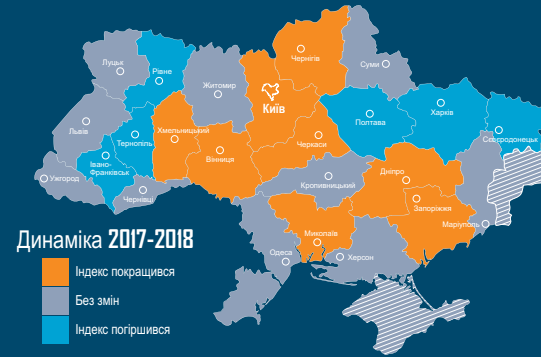 Чернігів
Луцьк
Рівне
Суми
Житомир
Київ
Харків
Полтава
Львів
Хмельницький
Тернопіль
Черкаси
Сєвєродонецьк
Вінниця
Івано-
Франківськ
Ужгород
Чернівці
Кропивницький
Дніпро
Запоріжжя
Маріуполь
Миколаїв
Одеса
Херсон
Динаміка 2017-2018
Індекс покращився
Без змін
Індекс погіршився